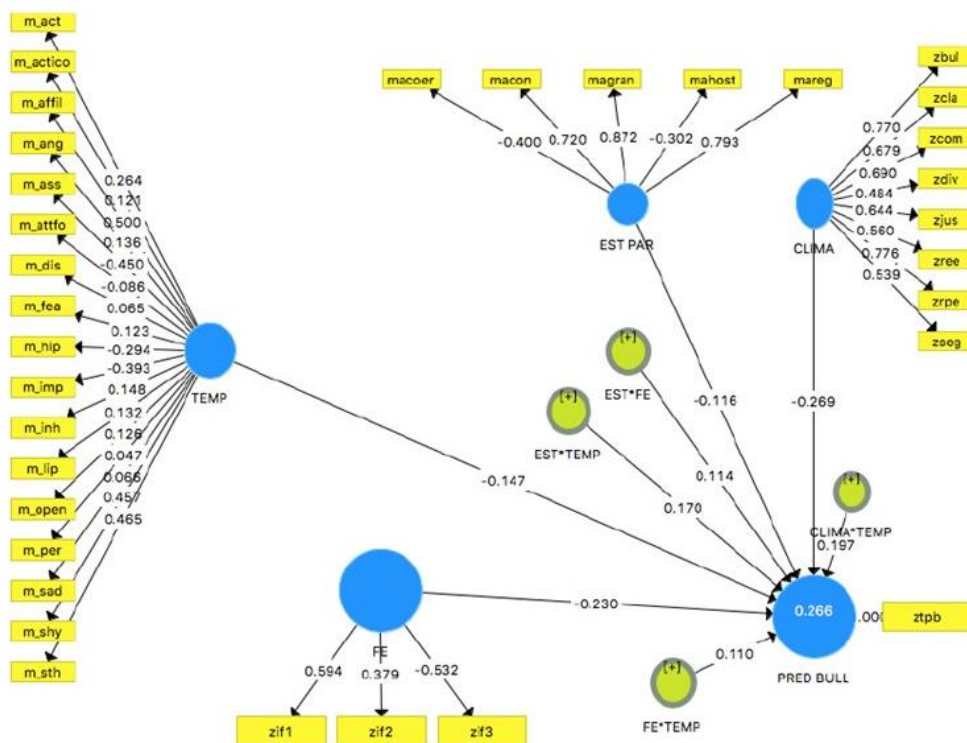 m_act
m_actico
m_affil
m_ang
m_ass
m_attfo
m_dis
m_fea
m_hip
m_imp
m_inh
m_lip
m_open
m_per
m_sad
m_shy
m_sth
0.264
0.121
0.500
0.136
-0.450
-0.086
0.065
0.123
-0.294
-0.393
0.148
0.132
0.126
0.047
0.066
0.457
0.465
TEMP
macoer
macon
magran
mahost
mareg
-0.400
0.720
0.872
-0.302
0.793
EST PAR
zbul
zcla
zcom
zdiv
zjus
zree
zrpe
zseg
0.770
0.679
0.690
0.484
0.644
0.560
0.776
0.539
CLIMA
[+]
EST*FE
[+]
EST*TEMP
-0.116
-0.269
-0.147
0.114
0.170
[+]
CLIMA*TEMP
0.197
FE
-0.230
0.594
0.379
-0.532
zif1
zif2
zif3
[+]
FE*TEMP
0.110
0.266
PRED BULL
.000
ztpb